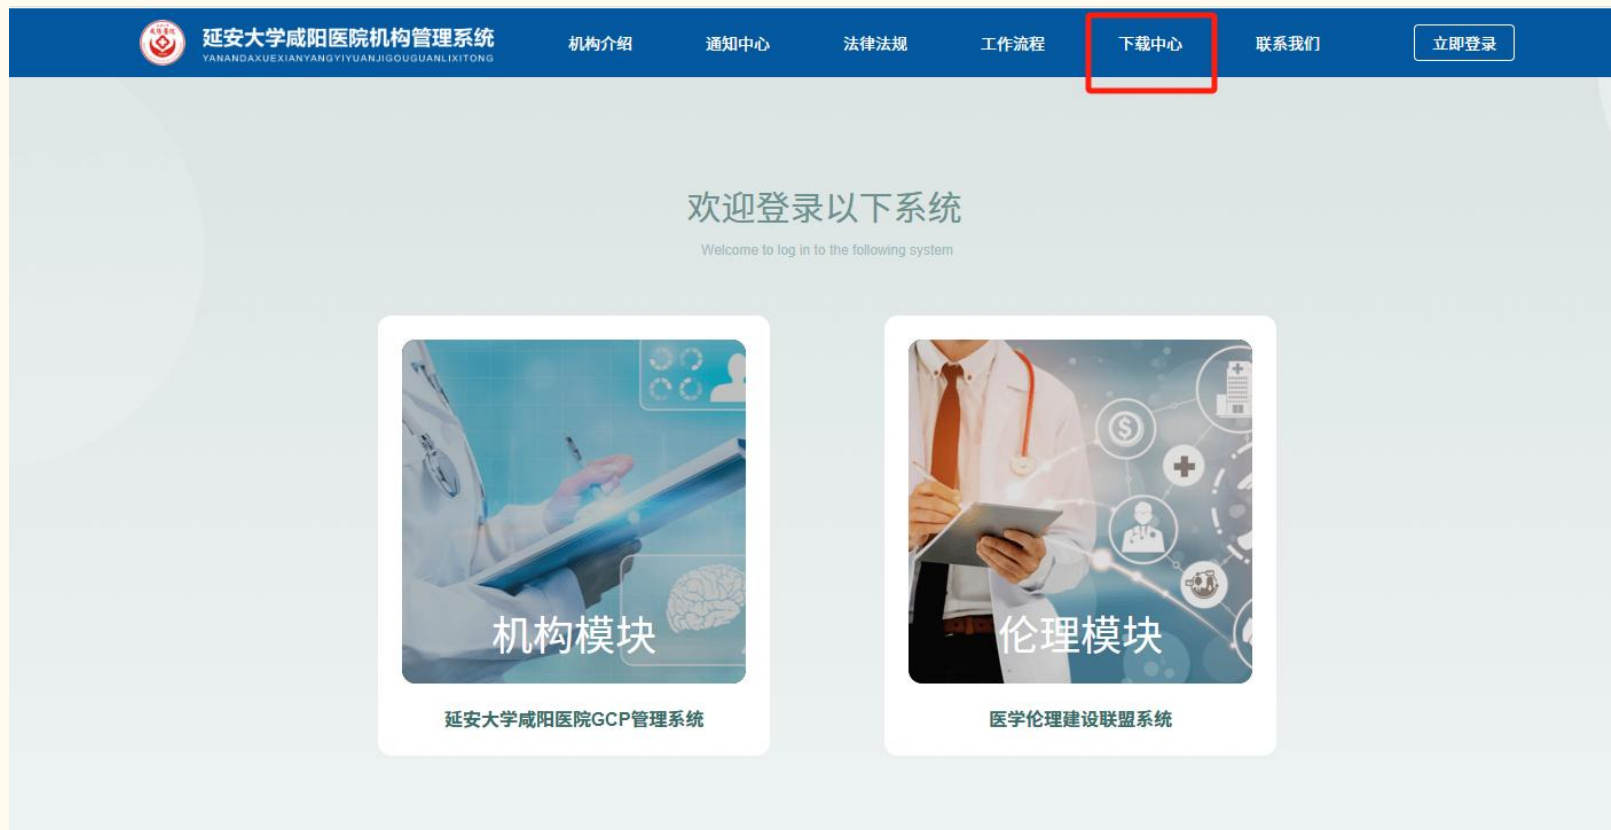 延安大学咸阳医院机构管理系统
YANANDAXUEXIANYANGYIYUANJIGOUGUANLIXITONG
机构介绍 通知中心 法律法规 工作流程 下载中心 联系我们 立即登录
欢迎登录以下系统
Welcome to log in to the following system
机构模块 伦理模块
延安大学咸阳医院GCP管理系统 医学伦理建设联盟系统